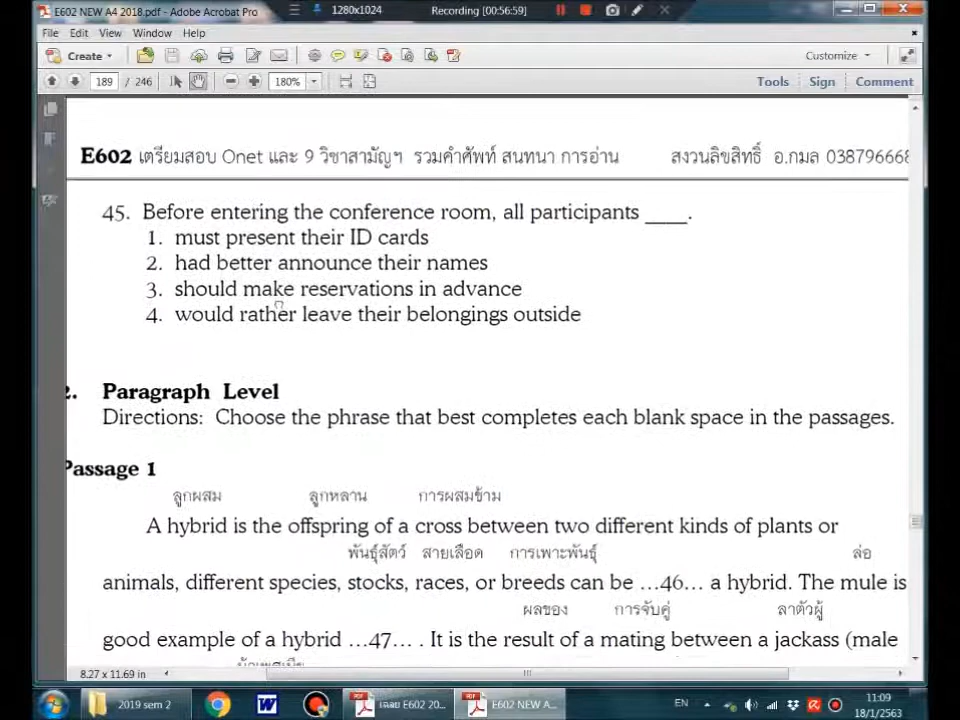 E602 NEW A4 2018.pdf - Adobe Acrobat Pro
1280x1024
Recording [00:56:59]
File Edit View Window Help
Create
Customize
189 / 246
180%
Tools Sign Comment
E602 เตรียมสอบ Onet และ 9 วิชาสามัญฯ รวมคำศัพท์ สนทนา การอ่าน สงวนลิขสิทธิ์ อ.กมล 038796668
45. Before entering the conference room, all participants ____.
1. must present their ID cards
2. had better announce their names
3. should make reservations in advance
4. would rather leave their belongings outside
2. Paragraph Level
Directions: Choose the phrase that best completes each blank space in the passages.
Passage 1
ลูกผสม ลูกหลาน การผสมข้าม
A hybrid is the offspring of a cross between two different kinds of plants or
พันธุ์สัตว์ สายเลือด การเพาะพันธุ์ ล่อ
animals, different species, stocks, races, or breeds can be ...46... a hybrid. The mule is
ผลของ การจับคู่ ลาตัวผู้
good example of a hybrid ...47... . It is the result of a mating between a jackass (male
8.27 x 11.69 in
2019 sem 2
เฉลย E602 20...
E602 NEW A...
EN
11:09
18/1/2563